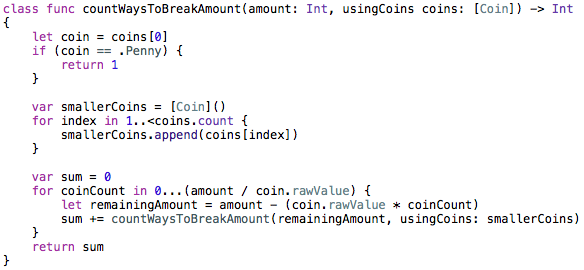 class func countWaysToBreakAmount(amount: Int, usingCoins coins: [Coin]) -> Int
{
    let coin = coins[0]
    if (coin == .Penny) {
        return 1
    }

    var smallerCoins = [Coin]()
    for index in 1..<coins.count {
        smallerCoins.append(coins[index])
    }

    var sum = 0
    for coinCount in 0...(amount / coin.rawValue) {
        let remainingAmount = amount - (coin.rawValue * coinCount)
        sum += countWaysToBreakAmount(remainingAmount, usingCoins: smallerCoins)
    }
    return sum
}